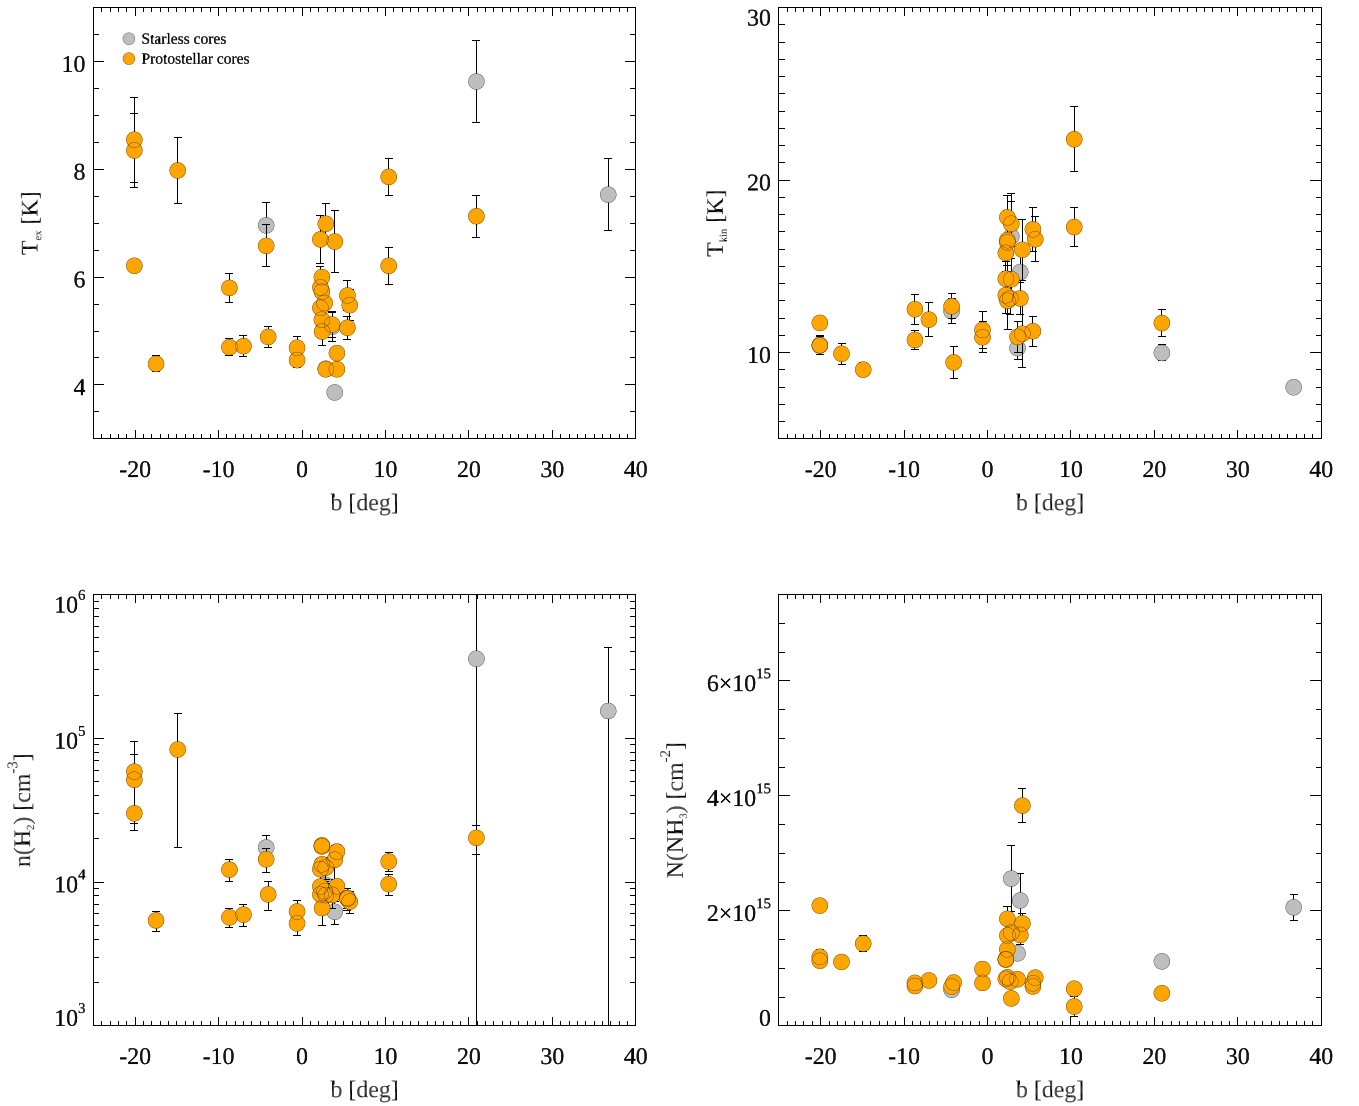 10
8
6
4
T_ex [K]
Starless cores
Protostellar cores
-20 -10 0 10 20 30 40
b [deg]
30
20
10
T_kin [K]
-20 -10 0 10 20 30 40
b [deg]
10^6
10^5
10^4
10^3
n(H_2) [cm^-3]
-20 -10 0 10 20 30 40
b [deg]
6×10^15
4×10^15
2×10^15
0
N(NH_3) [cm^-2]
-20 -10 0 10 20 30 40
b [deg]